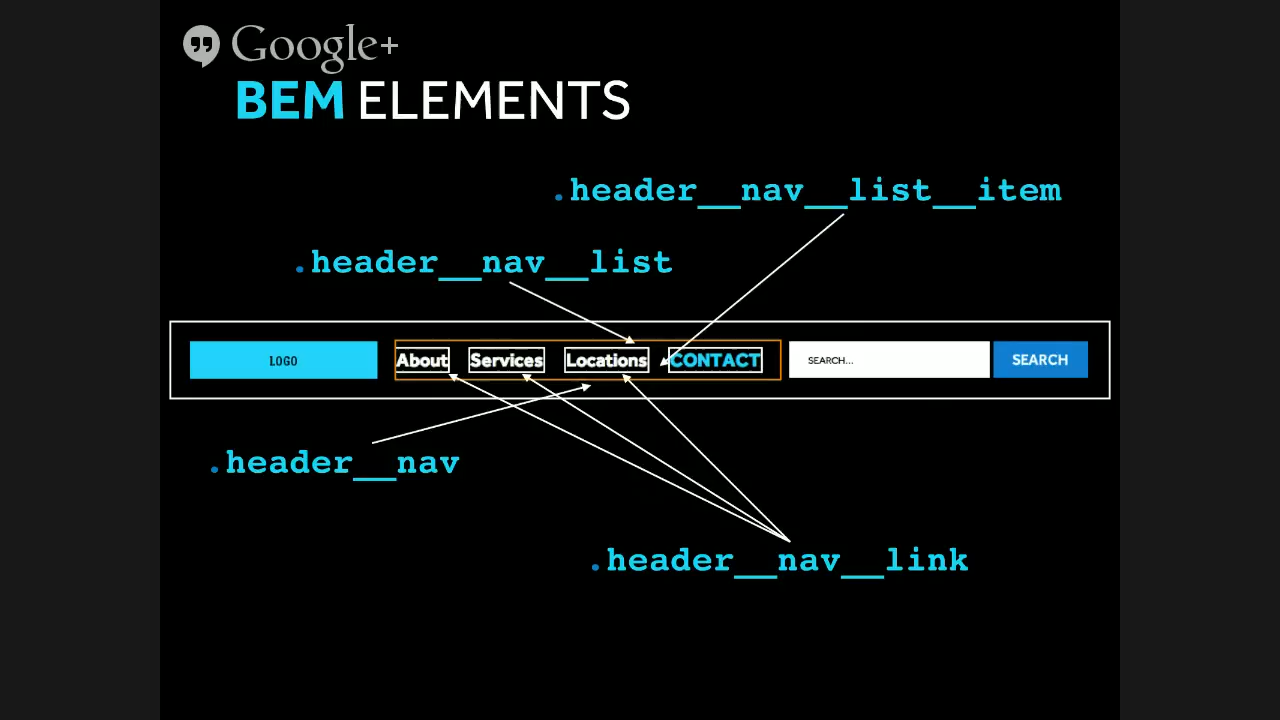 Google+
BEM ELEMENTS
.header__nav__list__item
.header__nav__list
LOGO About Services Locations CONTACT SEARCH... SEARCH
.header__nav
.header__nav__link